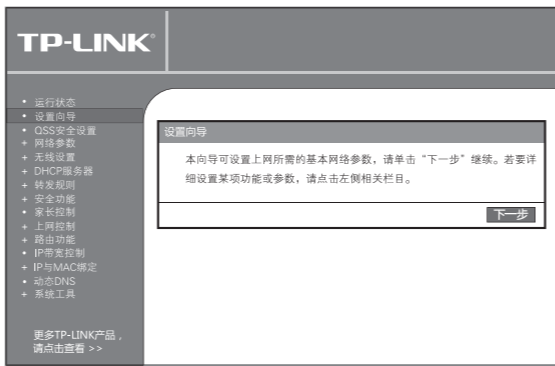 TP-LINK®
• 运行状态
• 设置向导
• QSS安全设置
+ 网络参数
+ 无线设置
+ DHCP服务器
+ 转发规则
+ 安全功能
• 家长控制
+ 上网控制
+ 路由功能
• IP带宽控制
+ IP与MAC绑定
• 动态DNS
+ 系统工具
更多TP-LINK产品，
请点击查看 >>
设置向导
本向导可设置上网所需的基本网络参数，请单击“下一步”继续。若要详
细设置某项功能或参数，请点击左侧相关栏目。
下一步